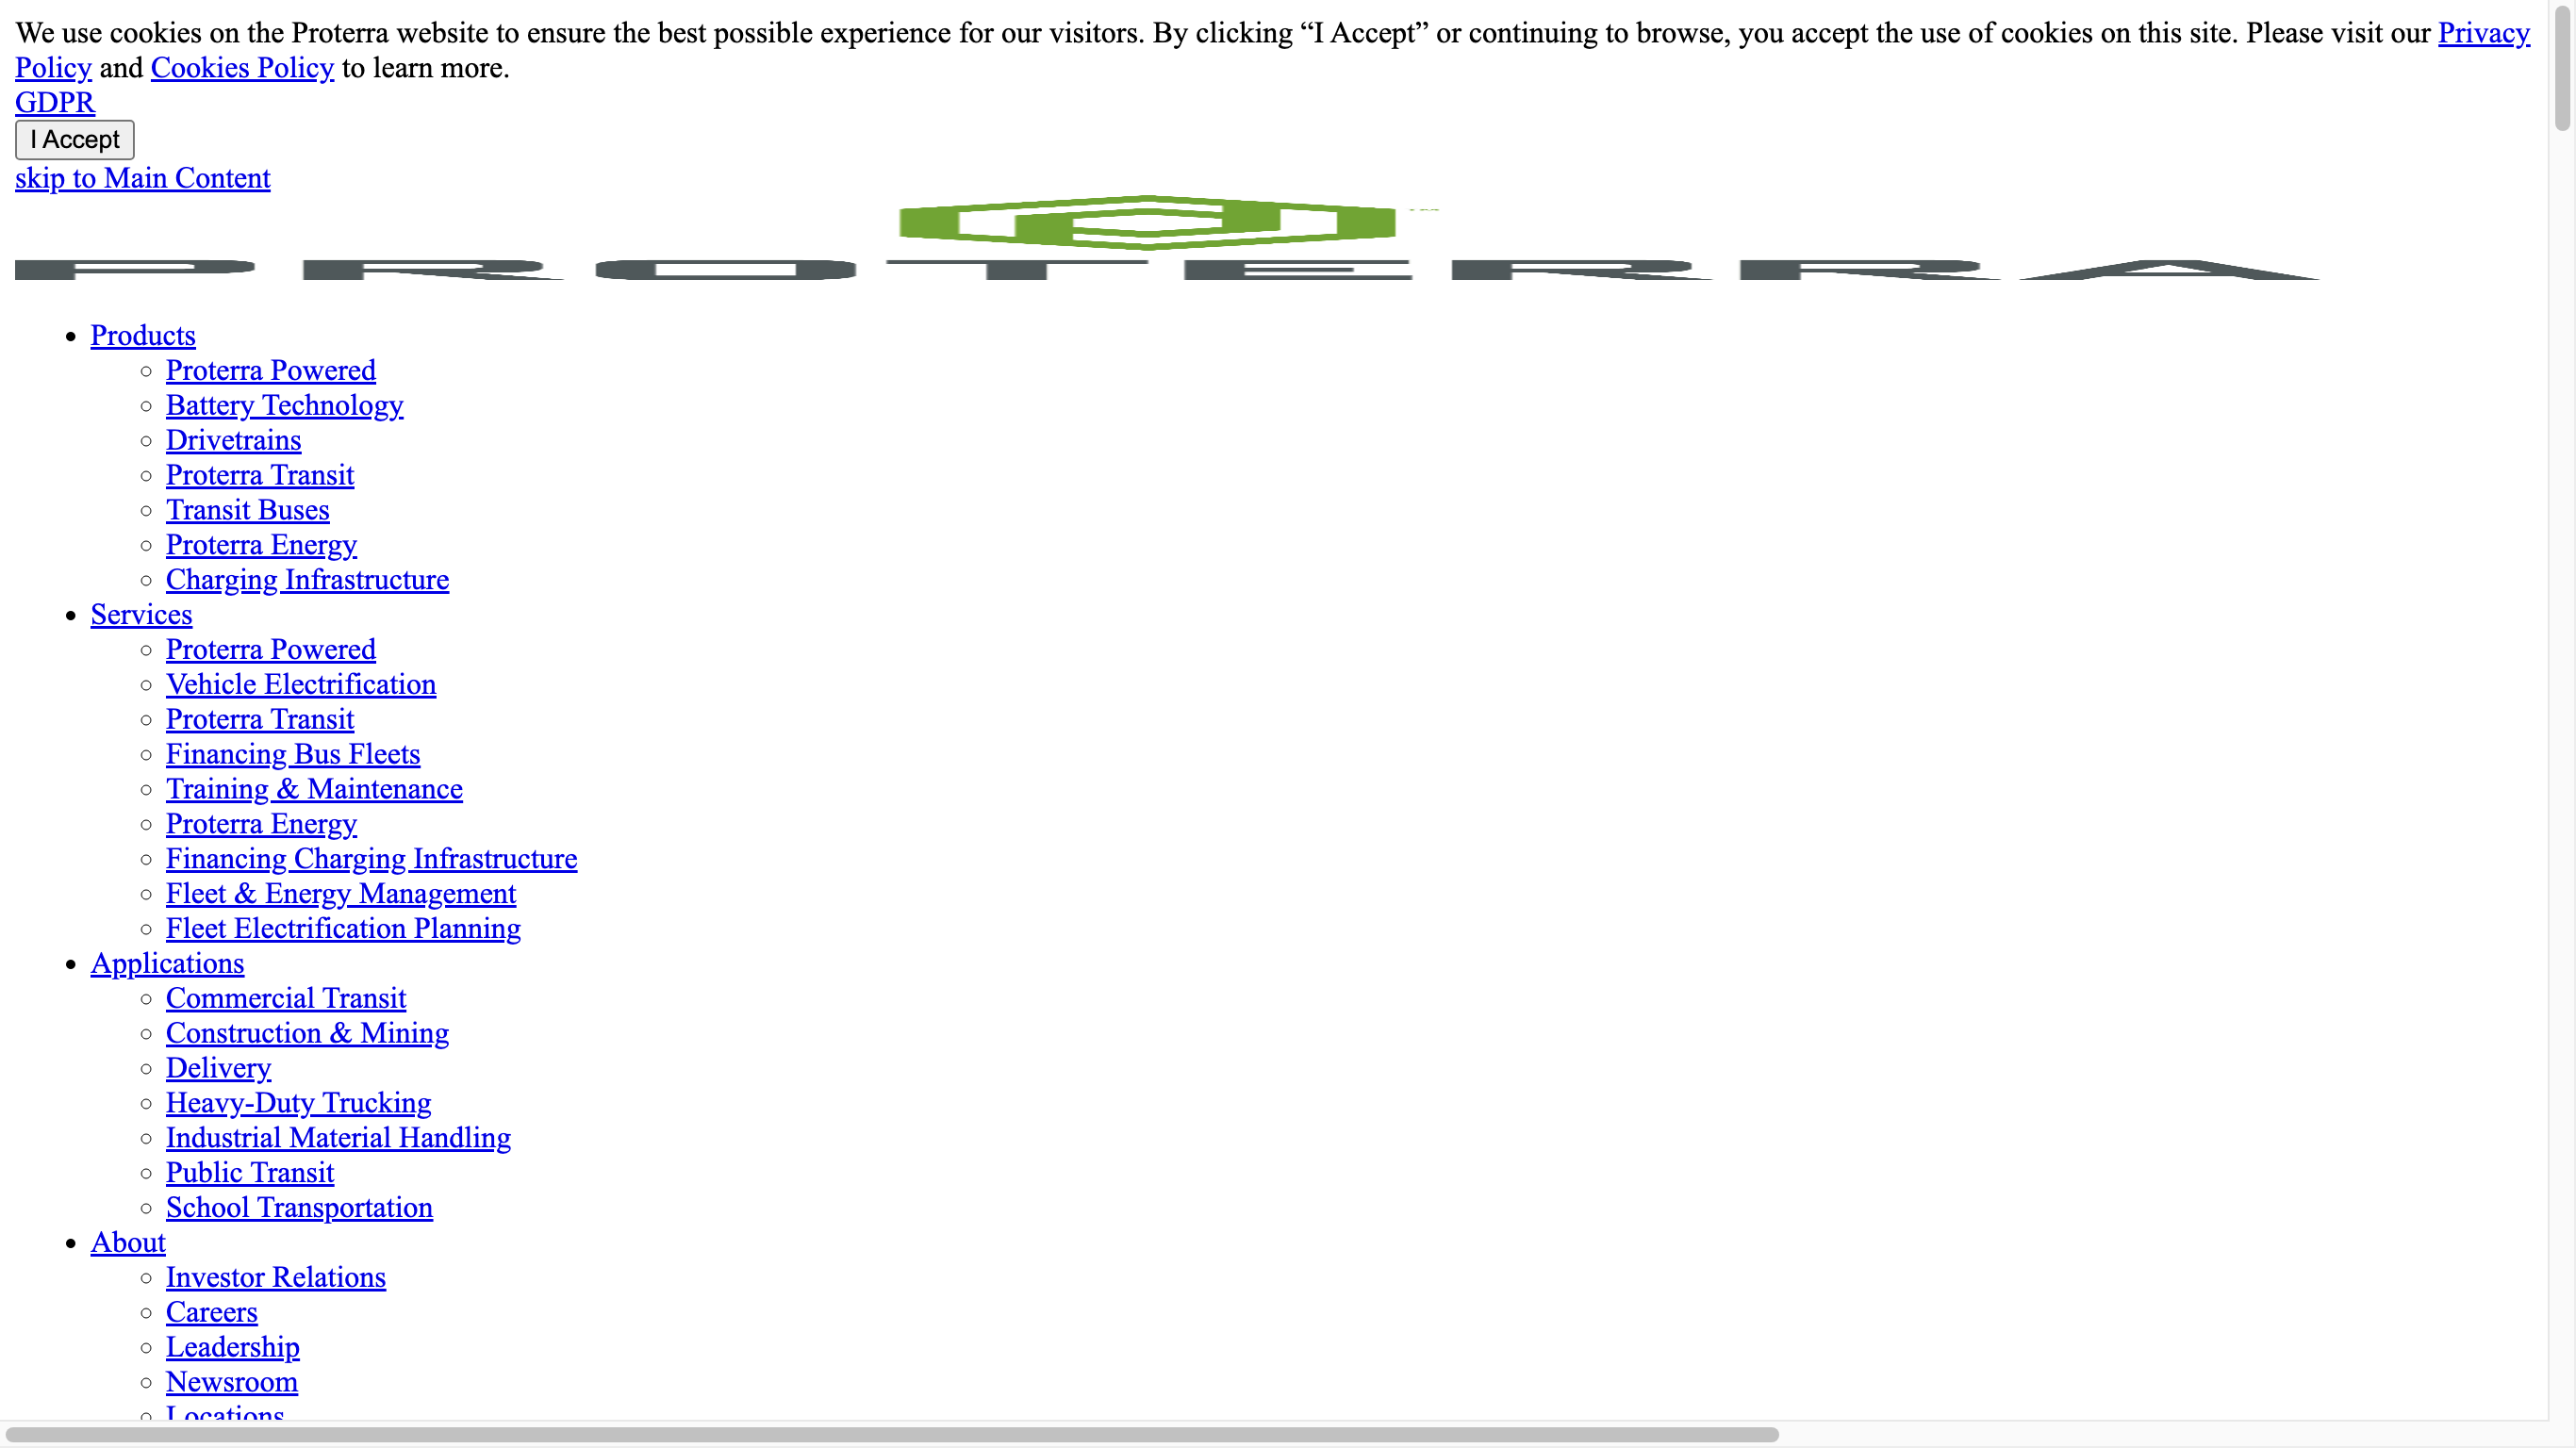 We use cookies on the Proterra website to ensure the best possible experience for our visitors. By clicking “I Accept” or continuing to browse, you accept the use of cookies on this site. Please visit our Privacy
Policy and Cookies Policy to learn more.
GDPR
I Accept
skip to Main Content
PROTERRA
Products
Proterra Powered
Battery Technology
Drivetrains
Proterra Transit
Transit Buses
Proterra Energy
Charging Infrastructure
Services
Proterra Powered
Vehicle Electrification
Proterra Transit
Financing Bus Fleets
Training & Maintenance
Proterra Energy
Financing Charging Infrastructure
Fleet & Energy Management
Fleet Electrification Planning
Applications
Commercial Transit
Construction & Mining
Delivery
Heavy-Duty Trucking
Industrial Material Handling
Public Transit
School Transportation
About
Investor Relations
Careers
Leadership
Newsroom
Locations